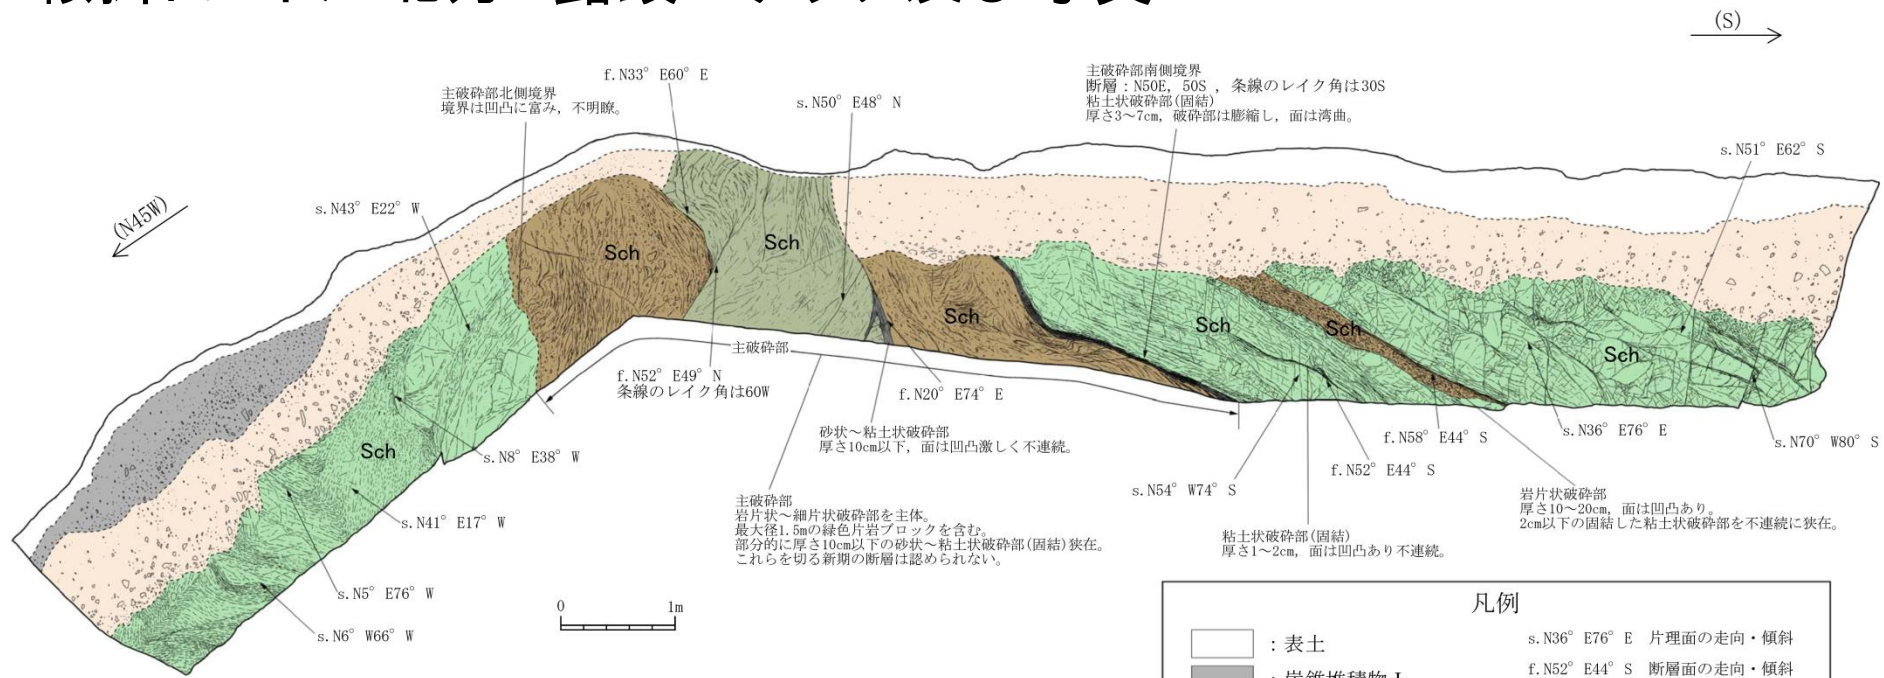 (S)
f.N33° E60° E
主破砕部北側境界
境界は凹凸に富み，不明瞭。
s.N50° E48° N
主破砕部南側境界
断層：N50E, 50S ，条線のレイク角は30S
粘土状破砕部(固結)
厚さ3～7cm，破砕部は膨縮し，面は湾曲。
s.N51° E62° S
(N45W)
s.N43° E22° W
Sch
Sch
Sch
Sch
Sch
Sch
Sch
主破砕部
f.N52° E49° N
条線のレイク角は60W
f.N20° E74° E
砂状～粘土状破砕部
厚さ10cm以下，面は凹凸激しく不連続。
s.N8° E38° W
s.N41° E17° W
s.N5° E76° W
s.N6° W66° W
主破砕部
岩片状～細片状破砕部を主体。
最大径1.5mの緑色片岩ブロックを含む。
部分的に厚さ10cm以下の砂状～粘土状破砕部(固結)狭在。
これらを切る新期の断層は認められない。
s.N54° W74° S
粘土状破砕部(固結)
厚さ1～2cm，面は凹凸あり不連続。
f.N52° E44° S
f.N58° E44° S
s.N36° E76° E
s.N70° W80° S
岩片状破砕部
厚さ10～20cm，面は凹凸あり。
2cm以下の固結した粘土状破砕部を不連続に狭在。
0 1m
凡例
：表土
s.N36° E76° E 片理面の走向・傾斜
f.N52° E44° S 断層面の走向・傾斜